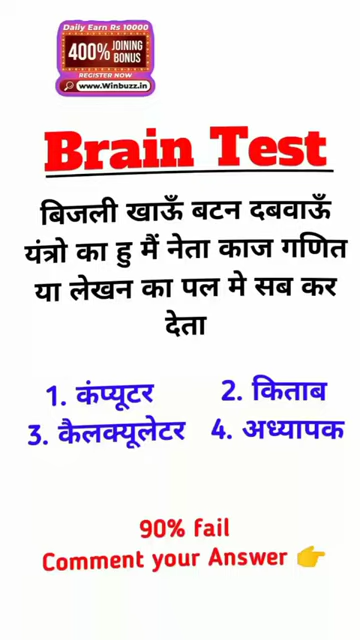 Daily Earn Rs 10000
400% JOINING BONUS
REGISTER NOW
www.Winbuzz.in
Brain Test
बिजली खाऊँ बटन दबवाऊँ
यंत्रो का हु मैं नेता काज गणित
या लेखन का पल मे सब कर
देता
1. कंप्यूटर 2. किताब
3. कैलक्यूलेटर 4. अध्यापक
90% fail
Comment your Answer 👉